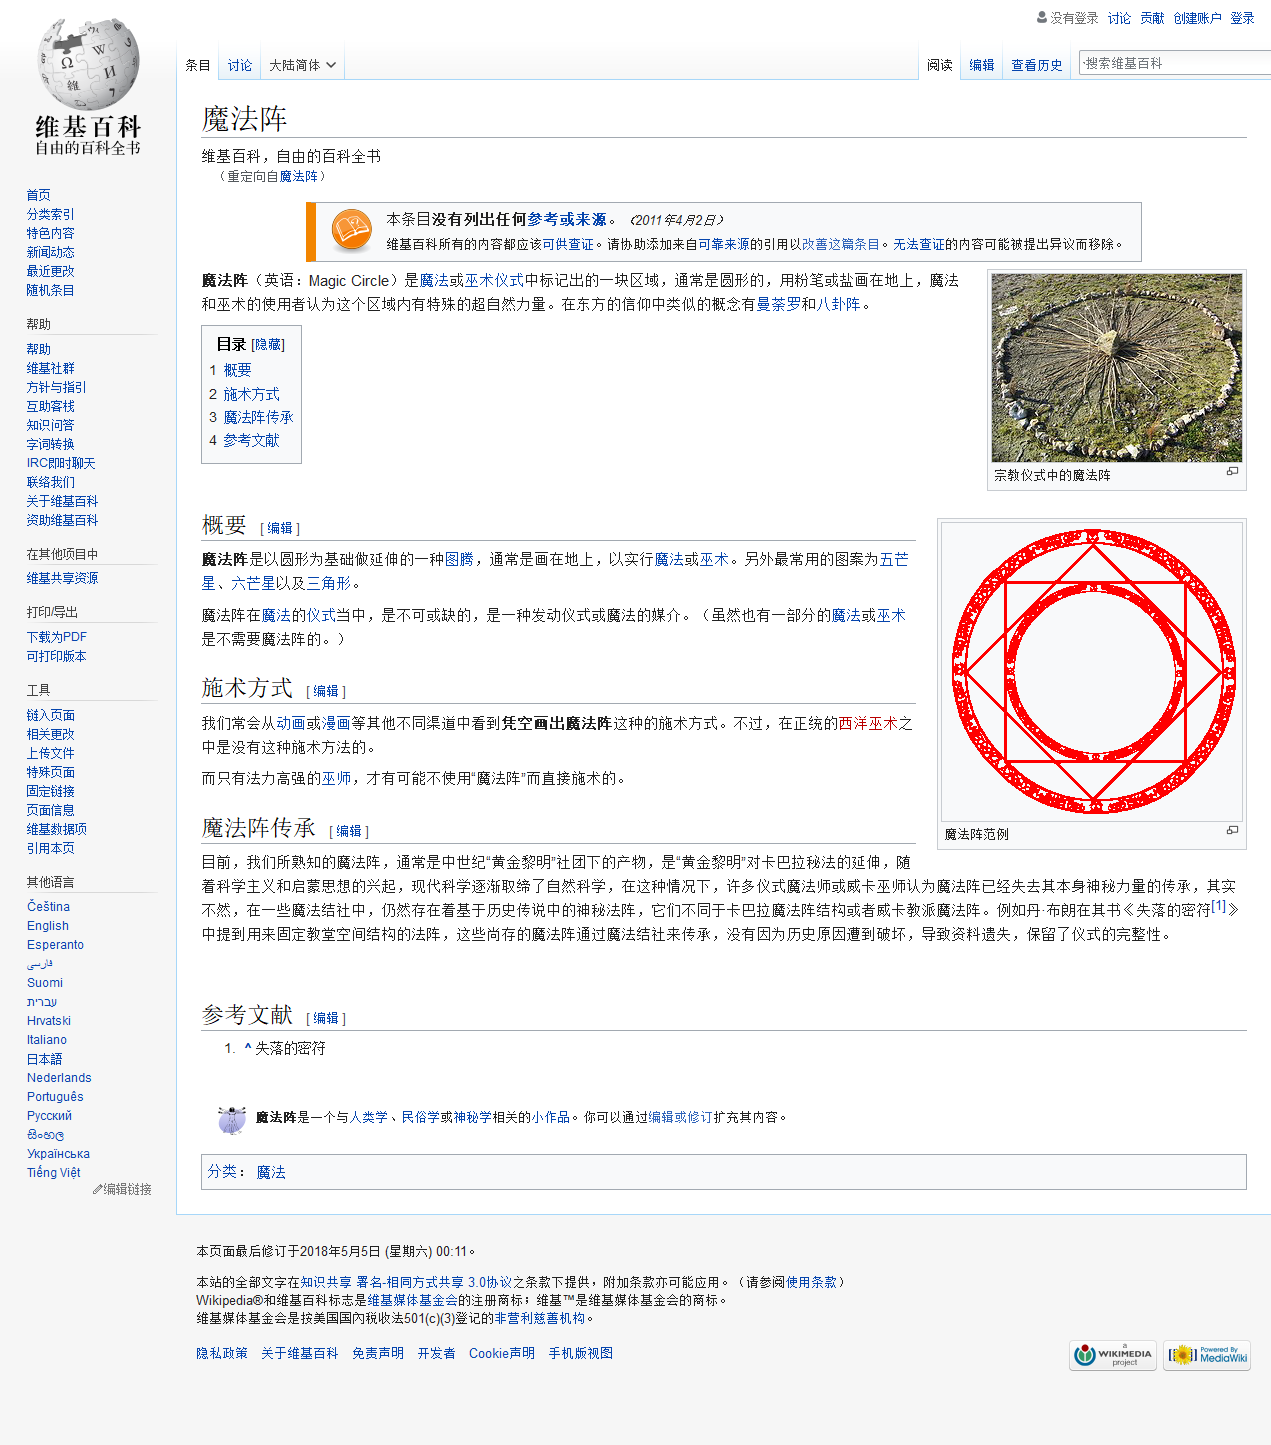 没有登录 讨论 贡献 创建账户 登录
条目 讨论 大陆简体 阅读 编辑 查看历史 搜索维基百科
维基百科
自由的百科全书
首页
分类索引
特色内容
新闻动态
最近更改
随机条目
帮助
帮助
维基社群
方针与指引
互助客栈
知识问答
字词转换
IRC即时聊天
联络我们
关于维基百科
资助维基百科
在其他项目中
维基共享资源
打印/导出
下载为PDF
可打印版本
工具
链入页面
相关更改
上传文件
特殊页面
固定链接
页面信息
维基数据项
引用本页
其他语言
Čeština
English
Esperanto
فارسی
Suomi
עברית
Hrvatski
Italiano
日本語
Nederlands
Português
Русский
සිංහල
Українська
Tiếng Việt
编辑链接
魔法阵
维基百科，自由的百科全书
（重定向自魔法阵）
本条目没有列出任何参考或来源。（2011年4月2日）
维基百科所有的内容都应该可供查证。请协助添加来自可靠来源的引用以改善这篇条目。无法查证的内容可能被提出异议而移除。
魔法阵（英语：Magic Circle）是魔法或巫术仪式中标记出的一块区域，通常是圆形的，用粉笔或盐画在地上，魔法
和巫术的使用者认为这个区域内有特殊的超自然力量。在东方的信仰中类似的概念有曼荼罗和八卦阵。
宗教仪式中的魔法阵
目录 [隐藏]
1 概要
2 施术方式
3 魔法阵传承
4 参考文献
概要 [ 编辑 ]
魔法阵是以圆形为基础做延伸的一种图腾，通常是画在地上，以实行魔法或巫术。另外最常用的图案为五芒
星、六芒星以及三角形。
魔法阵在魔法的仪式当中，是不可或缺的，是一种发动仪式或魔法的媒介。（虽然也有一部分的魔法或巫术
是不需要魔法阵的。）
魔法阵范例
施术方式 [ 编辑 ]
我们常会从动画或漫画等其他不同渠道中看到凭空画出魔法阵这种的施术方式。不过，在正统的西洋巫术之
中是没有这种施术方法的。
而只有法力高强的巫师，才有可能不使用“魔法阵”而直接施术的。
魔法阵传承 [ 编辑 ]
目前，我们所熟知的魔法阵，通常是中世纪“黄金黎明”社团下的产物，是“黄金黎明”对卡巴拉秘法的延伸，随
着科学主义和启蒙思想的兴起，现代科学逐渐取缔了自然科学，在这种情况下，许多仪式魔法师或威卡巫师认为魔法阵已经失去其本身神秘力量的传承，其实
不然，在一些魔法结社中，仍然存在着基于历史传说中的神秘法阵，它们不同于卡巴拉魔法阵结构或者威卡教派魔法阵。例如丹·布朗在其书《失落的密符[1]》
中提到用来固定教堂空间结构的法阵，这些尚存的魔法阵通过魔法结社来传承，没有因为历史原因遭到破坏，导致资料遗失，保留了仪式的完整性。
参考文献 [ 编辑 ]
1. ^ 失落的密符
魔法阵是一个与人类学、民俗学或神秘学相关的小作品。你可以通过编辑或修订扩充其内容。
分类： 魔法
本页面最后修订于2018年5月5日 (星期六) 00:11。
本站的全部文字在知识共享 署名-相同方式共享 3.0协议之条款下提供，附加条款亦可能应用。（请参阅使用条款）
Wikipedia®和维基百科标志是维基媒体基金会的注册商标；维基™是维基媒体基金会的商标。
维基媒体基金会是按美国国內税收法501(c)(3)登记的非营利慈善机构。
隐私政策 关于维基百科 免责声明 开发者 Cookie声明 手机版视图
a WIKIMEDIA project
Powered By MediaWiki